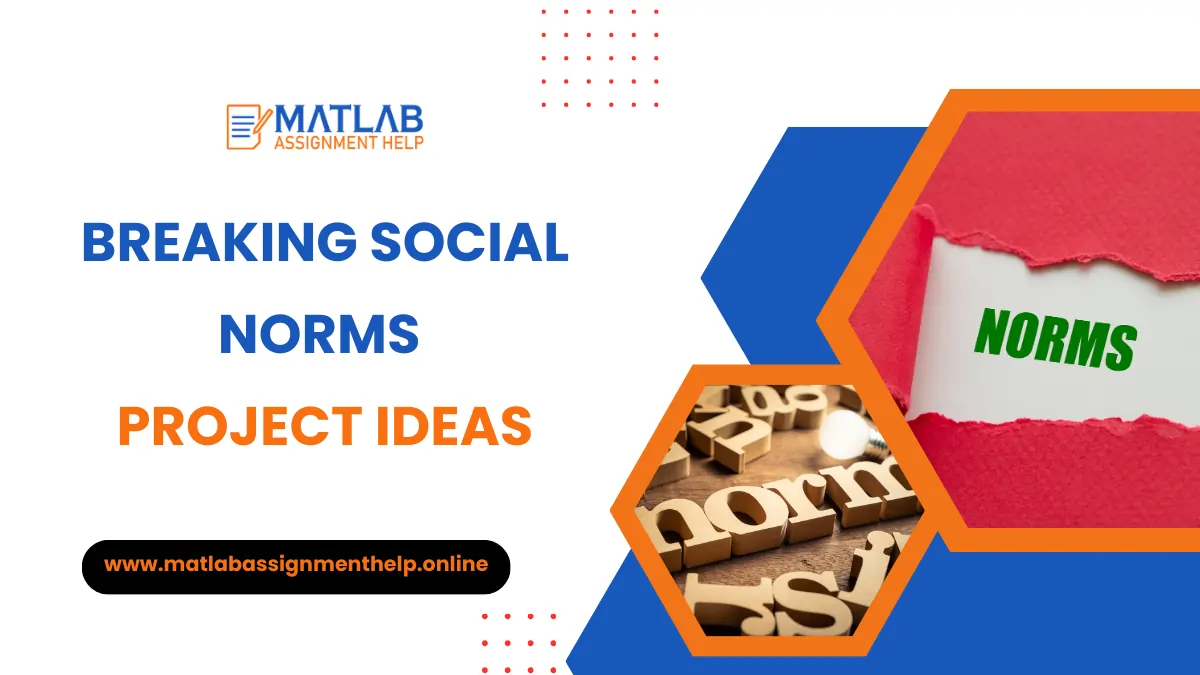 MATLAB
ASSIGNMENT HELP
BREAKING SOCIAL
NORMS
PROJECT IDEAS
www.matlabassignmenthelp.online
NORMS
norm